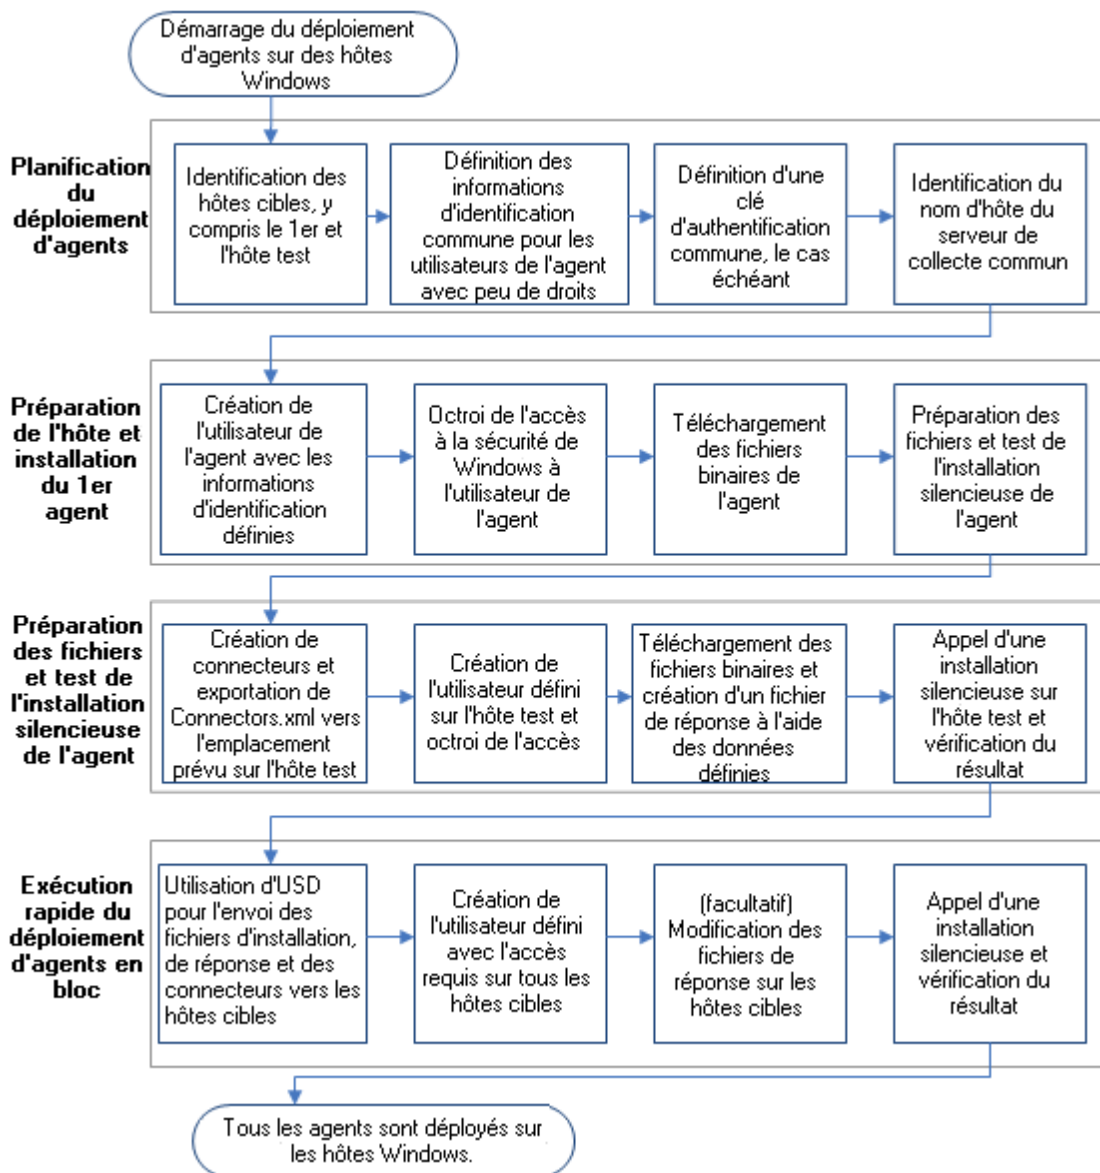 Démarrage du déploiement
d'agents sur des hôtes
Windows
Planification
du
déploiement
d'agents
Identification des
hôtes cibles, y
compris le 1er et
l'hôte test
Définition des
informations
d'identification
commune pour les
utilisateurs de l'agent
avec peu de droits
Définition d'une
clé
d'authentification
commune, le cas
échéant
Identification du
nom d'hôte du
serveur de
collecte commun
Préparation
de l'hôte et
installation
du 1er
agent
Création de
l'utilisateur de
l'agent avec les
informations
d'identification
définies
Octroi de l'accès
à la sécurité de
Windows à
l'utilisateur de
l'agent
Téléchargement
des fichiers
binaires de
l'agent
Préparation des
fichiers et test de
l'installation
silencieuse de
l'agent
Préparation
des fichiers
et test de
l'installation
silencieuse
de l'agent
Création de
connecteurs et
exportation de
Connectors.xml vers
l'emplacement
prévu sur l'hôte test
Création de
l'utilisateur défini
sur l'hôte test et
octroi de l'accès
Téléchargement des
fichiers binaires et
création d'un fichier
de réponse à l'aide
des données
définies
Appel d'une
installation
silencieuse sur
l'hôte test et
vérification du
résultat
Exécution
rapide du
déploiement
d'agents en
bloc
Utilisation d'USD
pour l'envoi des
fichiers d'installation,
de réponse et des
connecteurs vers les
hôtes cibles
Création de
l'utilisateur défini
avec l'accès
requis sur tous les
hôtes cibles
(facultatif)
Modification des
fichiers de
réponse sur les
hôtes cibles
Appel d'une
installation
silencieuse et
vérification du
résultat
Tous les agents sont déployés sur
les hôtes Windows.